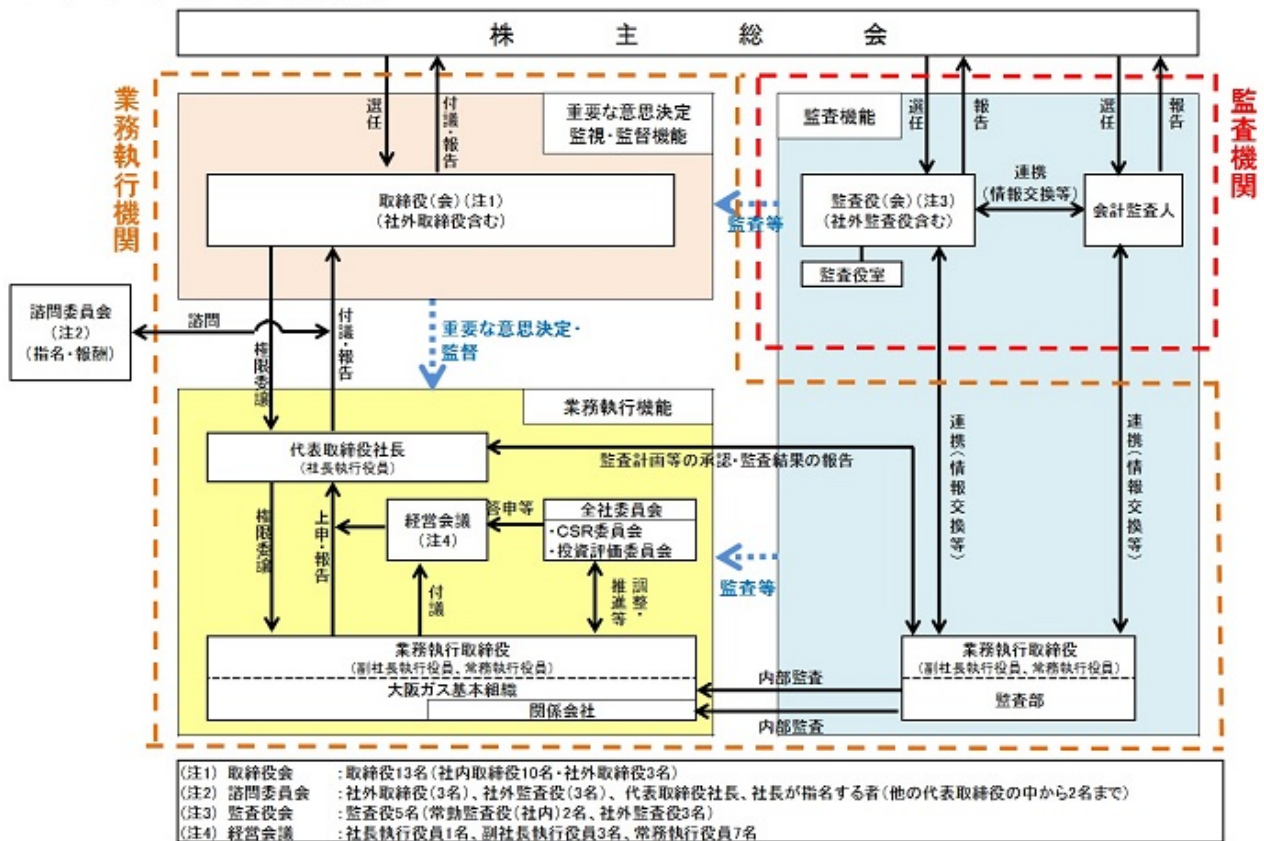 株主総会
業務執行機関
監査機関
選任
付議・報告
重要な意思決定
監視・監督機能
監査機能
選任
報告
選任
報告
取締役(会)(注1)
(社外取締役含む)
監査等
監査役(会)(注3)
(社外監査役含む)
連携
(情報交換等)
会計監査人
監査役室
諮問委員会
(注2)
(指名・報酬)
諮問
権限委譲
付議・報告
重要な意思決定・
監督
業務執行機能
代表取締役社長
(社長執行役員)
監査計画等の承認・監査結果の報告
連携(情報交換等)
連携(情報交換等)
権限委譲
上申・報告
経営会議
(注4)
答申等
全社委員会
・CSR委員会
・投資評価委員会
監査等
付議
調整・
推進等
業務執行取締役
(副社長執行役員、常務執行役員)
大阪ガス基本組織
関係会社
内部監査
内部監査
業務執行取締役
(副社長執行役員、常務執行役員)
監査部
(注1) 取締役会 :取締役13名(社内取締役10名・社外取締役3名)
(注2) 諮問委員会 :社外取締役(3名)、社外監査役(3名)、代表取締役社長、社長が指名する者(他の代表取締役の中から2名まで)
(注3) 監査役会 :監査役5名(常勤監査役(社内)2名、社外監査役3名)
(注4) 経営会議 :社長執行役員1名、副社長執行役員3名、常務執行役員7名